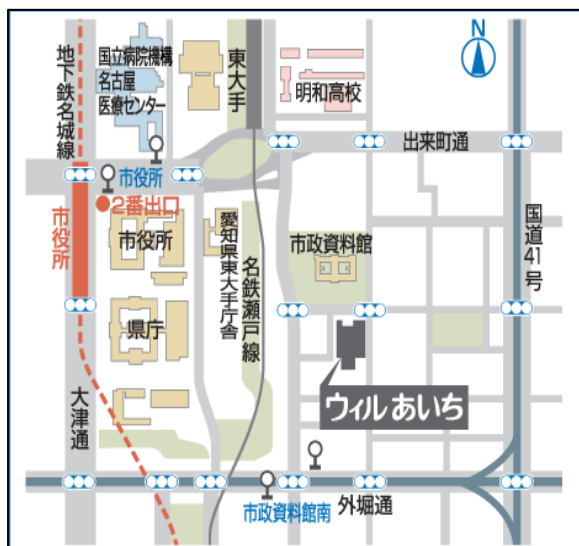 N
地下鉄名城線
国立病院機構
名古屋
医療センター
東大手
明和高校
出来町通
市役所
2番出口
市役所
市役所
愛知県東大手庁舎
名鉄瀬戸線
市政資料館
国道41号
県庁
ウィルあいち
大津通
市政資料館南
外堀通